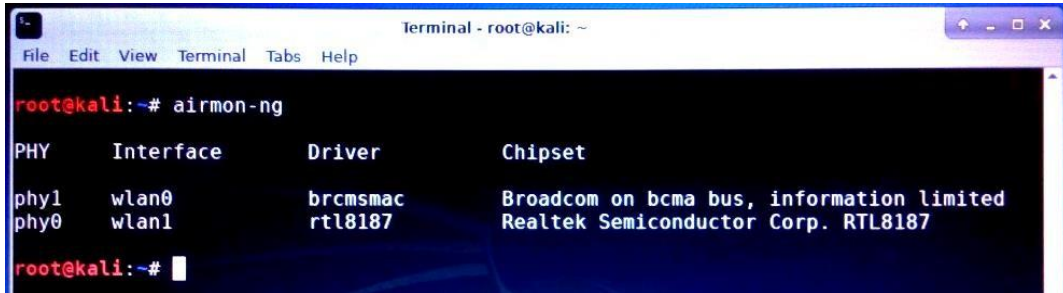 Terminal - root@kali: ~
File Edit View Terminal Tabs Help
root@kali:~# airmon-ng
PHY Interface Driver Chipset
phy1 wlan0 brcmsmac Broadcom on bcma bus, information limited
phy0 wlan1 rtl8187 Realtek Semiconductor Corp. RTL8187
root@kali:~#